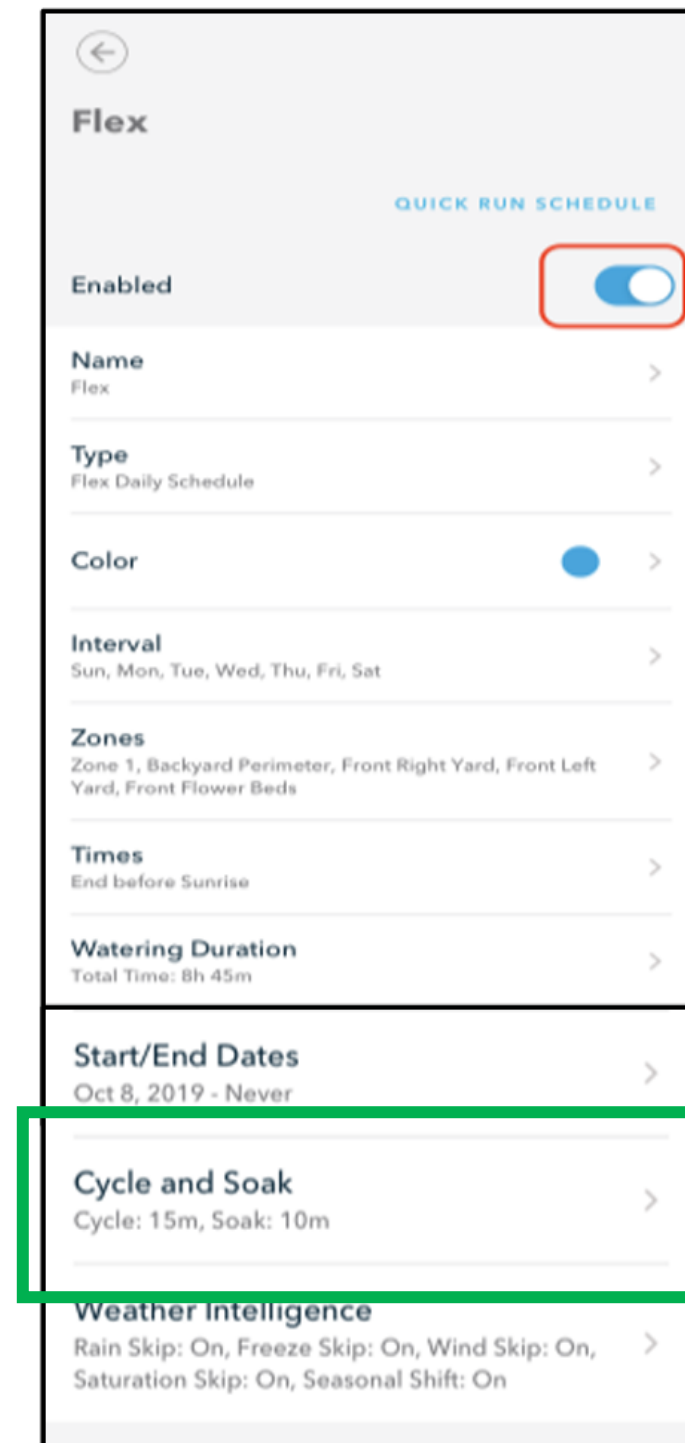 Flex
QUICK RUN SCHEDULE
Enabled
Name
Flex
Type
Flex Daily Schedule
Color
Interval
Sun, Mon, Tue, Wed, Thu, Fri, Sat
Zones
Zone 1, Backyard Perimeter, Front Right Yard, Front Left
Yard, Front Flower Beds
Times
End before Sunrise
Watering Duration
Total Time: 8h 45m
Start/End Dates
Oct 8, 2019 - Never
Cycle and Soak
Cycle: 15m, Soak: 10m
Weather Intelligence
Rain Skip: On, Freeze Skip: On, Wind Skip: On,
Saturation Skip: On, Seasonal Shift: On